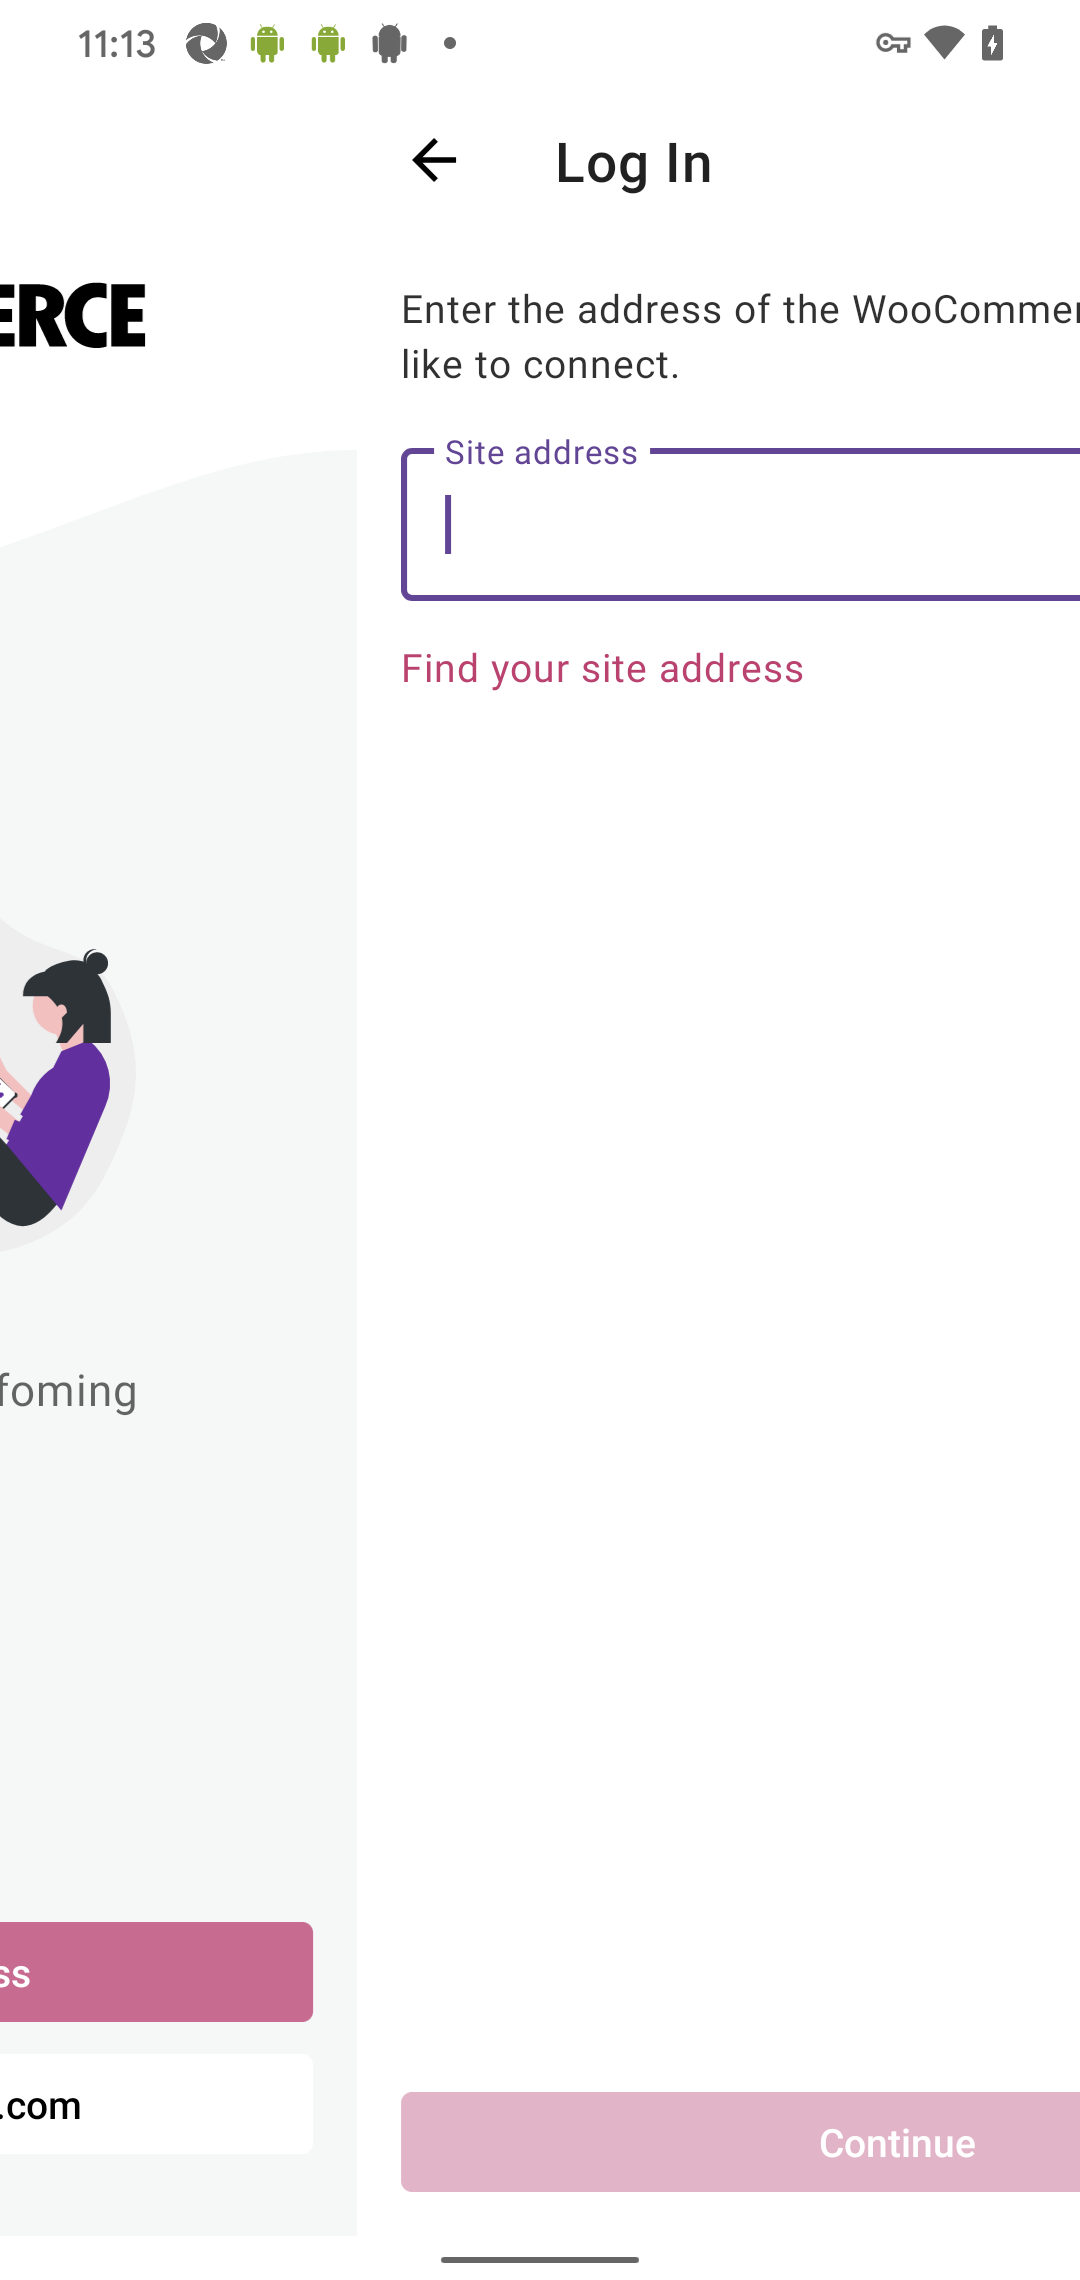 11:13
ERCE
foming
ss
.com
Log In
Enter the address of the WooCommer
like to connect.
Site address
Find your site address
Continue